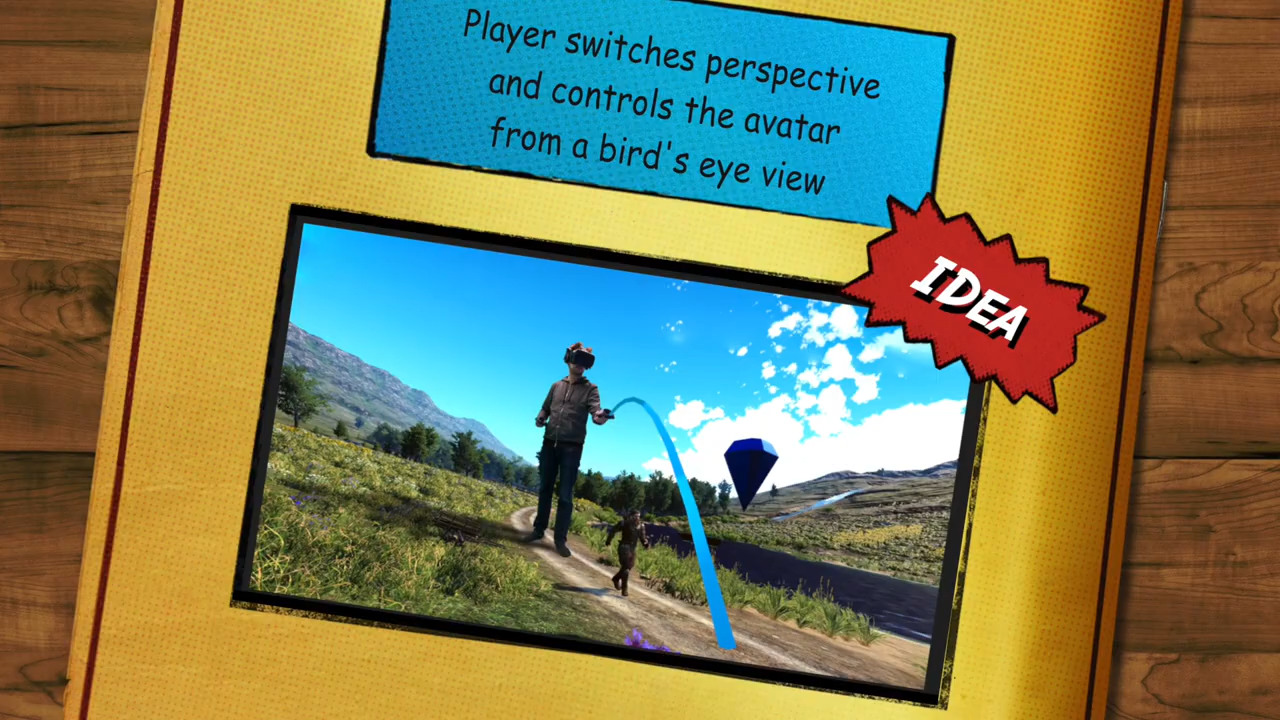 Player switches perspective
and controls the avatar
from a bird's eye view
IDEA